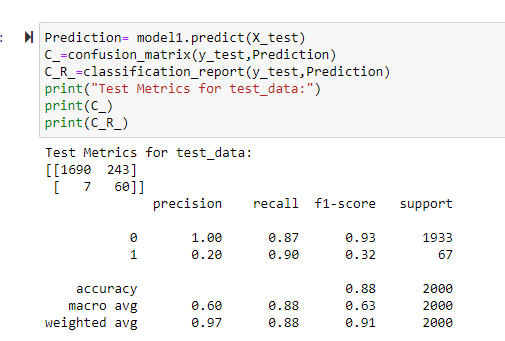 Prediction= model1.predict(X_test)
C_=confusion_matrix(y_test,Prediction)
C_R_=classification_report(y_test,Prediction)
print("Test Metrics for test_data:")
print(C_)
print(C_R_)
Test Metrics for test_data:
[[1690  243]
 [   7   60]]
              precision    recall  f1-score   support
           0       1.00      0.87      0.93      1933
           1       0.20      0.90      0.32        67
    accuracy                           0.88      2000
   macro avg       0.60      0.88      0.63      2000
weighted avg       0.97      0.88      0.91      2000